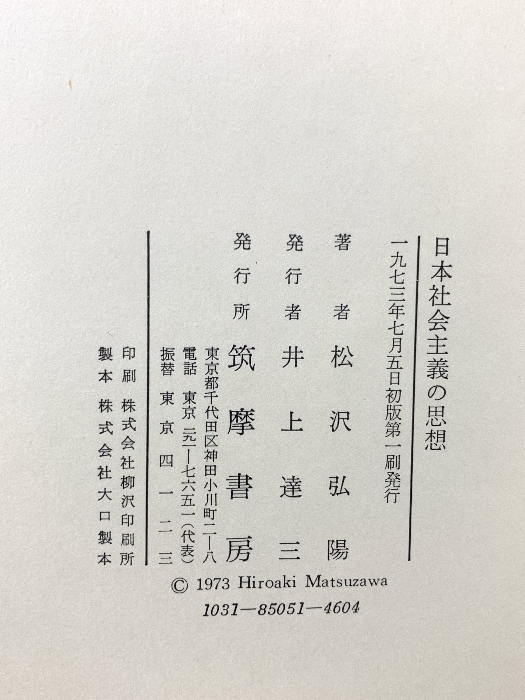 日本社会主義の思想
一九七三年七月五日初版第一刷発行
著者 松沢弘陽
発行者 井上達三
発行所 筑摩書房
東京都千代田区神田小川町二―八
電話 東京 二九一―七六五一(代表)
振替 東京四一二三
印刷 株式会社柳沢印刷所
製本 株式会社大口製本
© 1973 Hiroaki Matsuzawa
1031―85051―4604